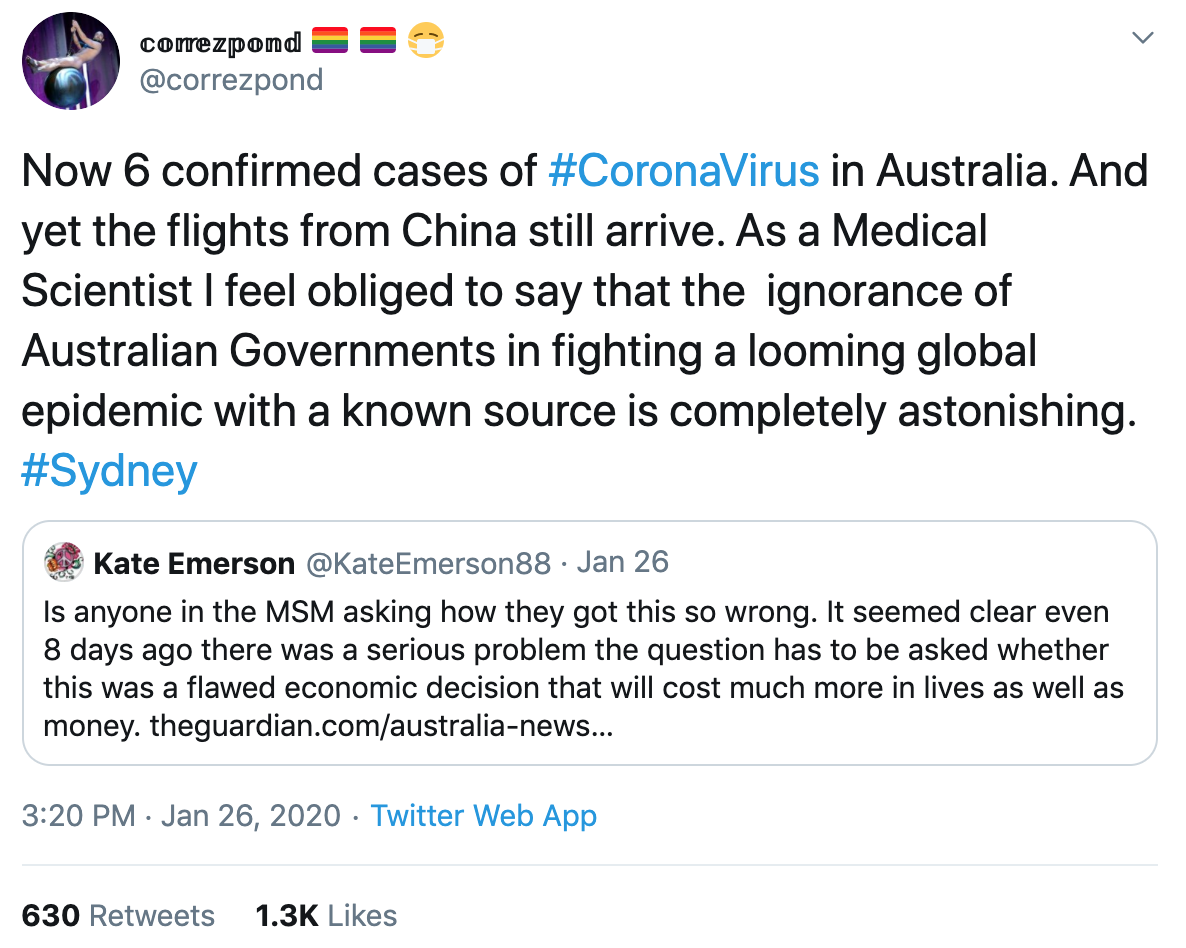 correzpond
@correzpond
Now 6 confirmed cases of #CoronaVirus in Australia. And
yet the flights from China still arrive. As a Medical
Scientist I feel obliged to say that the  ignorance of
Australian Governments in fighting a looming global
epidemic with a known source is completely astonishing.
#Sydney
Kate Emerson @KateEmerson88 · Jan 26
Is anyone in the MSM asking how they got this so wrong. It seemed clear even
8 days ago there was a serious problem the question has to be asked whether
this was a flawed economic decision that will cost much more in lives as well as
money. theguardian.com/australia-news...
3:20 PM · Jan 26, 2020 · Twitter Web App
630 Retweets 1.3K Likes